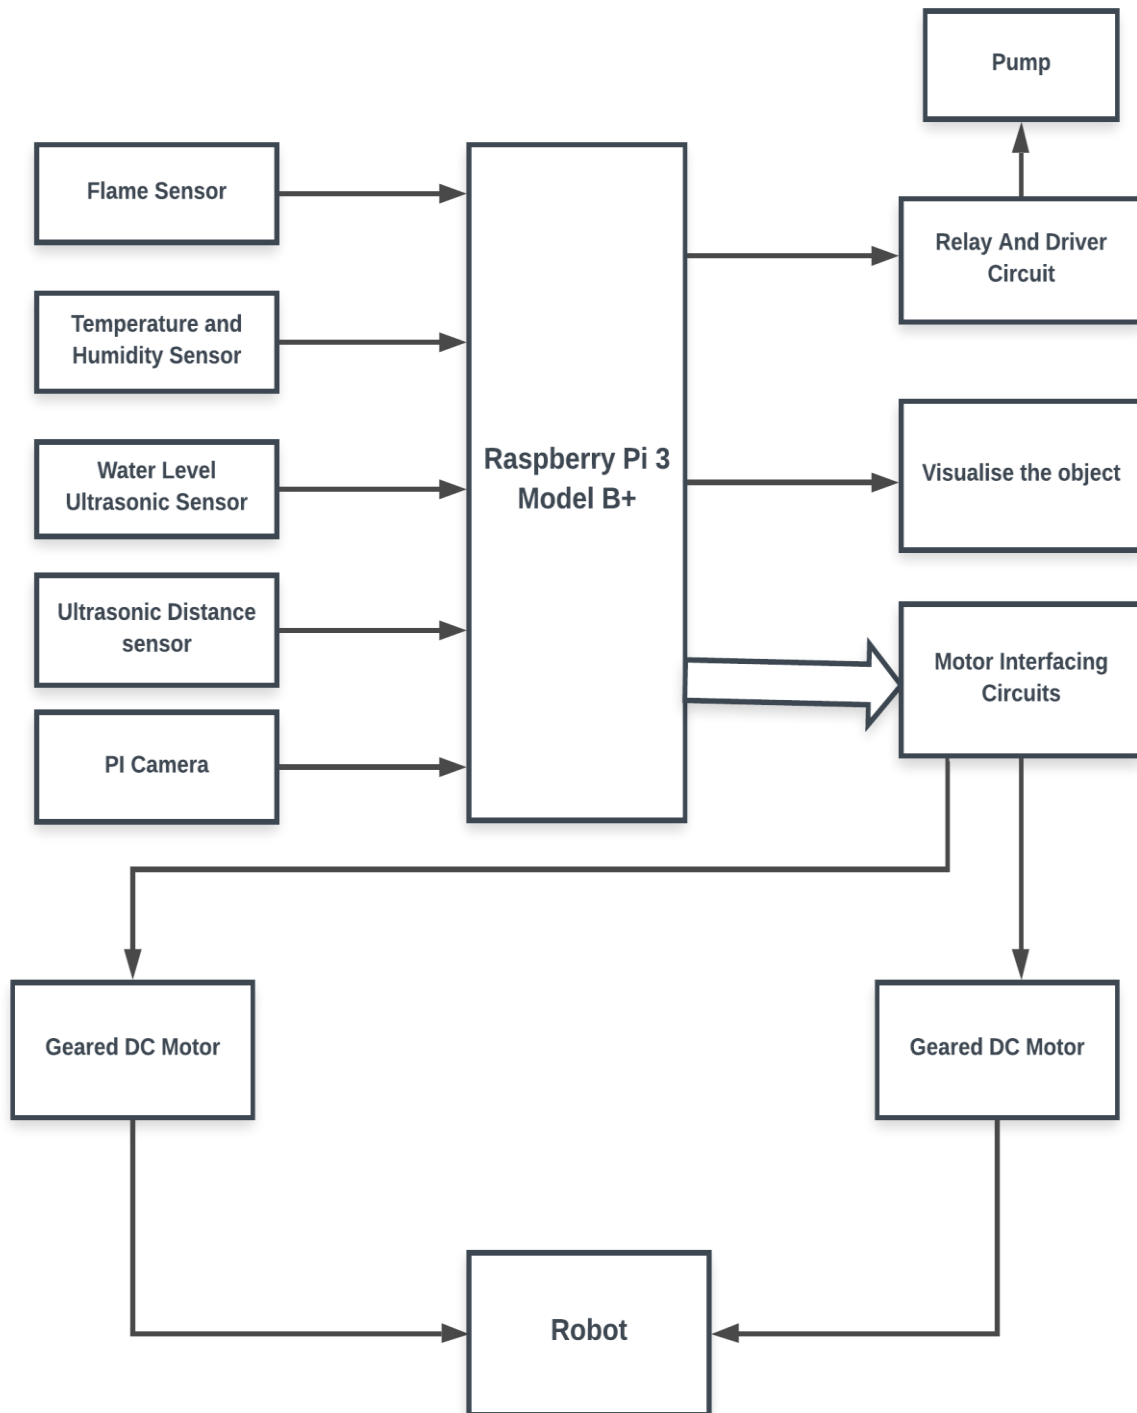 Pump
Flame Sensor
Relay And Driver
Circuit
Temperature and
Humidity Sensor
Raspberry Pi 3
Model B+
Water Level
Ultrasonic Sensor
Visualise the object
Ultrasonic Distance
sensor
Motor Interfacing
Circuits
PI Camera
Geared DC Motor
Geared DC Motor
Robot